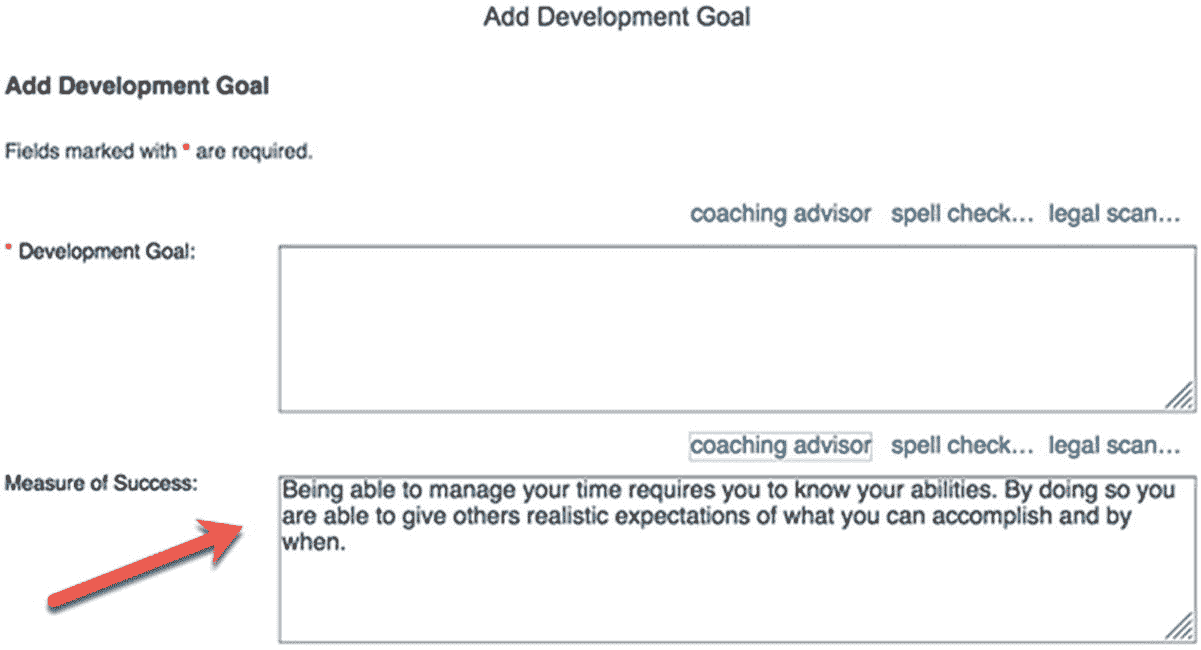 Add Development Goal
Add Development Goal
Fields marked with * are required.
coaching advisor spell check... legal scan...
* Development Goal:
coaching advisor spell check... legal scan...
Measure of Success:
Being able to manage your time requires you to know your abilities. By doing so you
are able to give others realistic expectations of what you can accomplish and by
when.